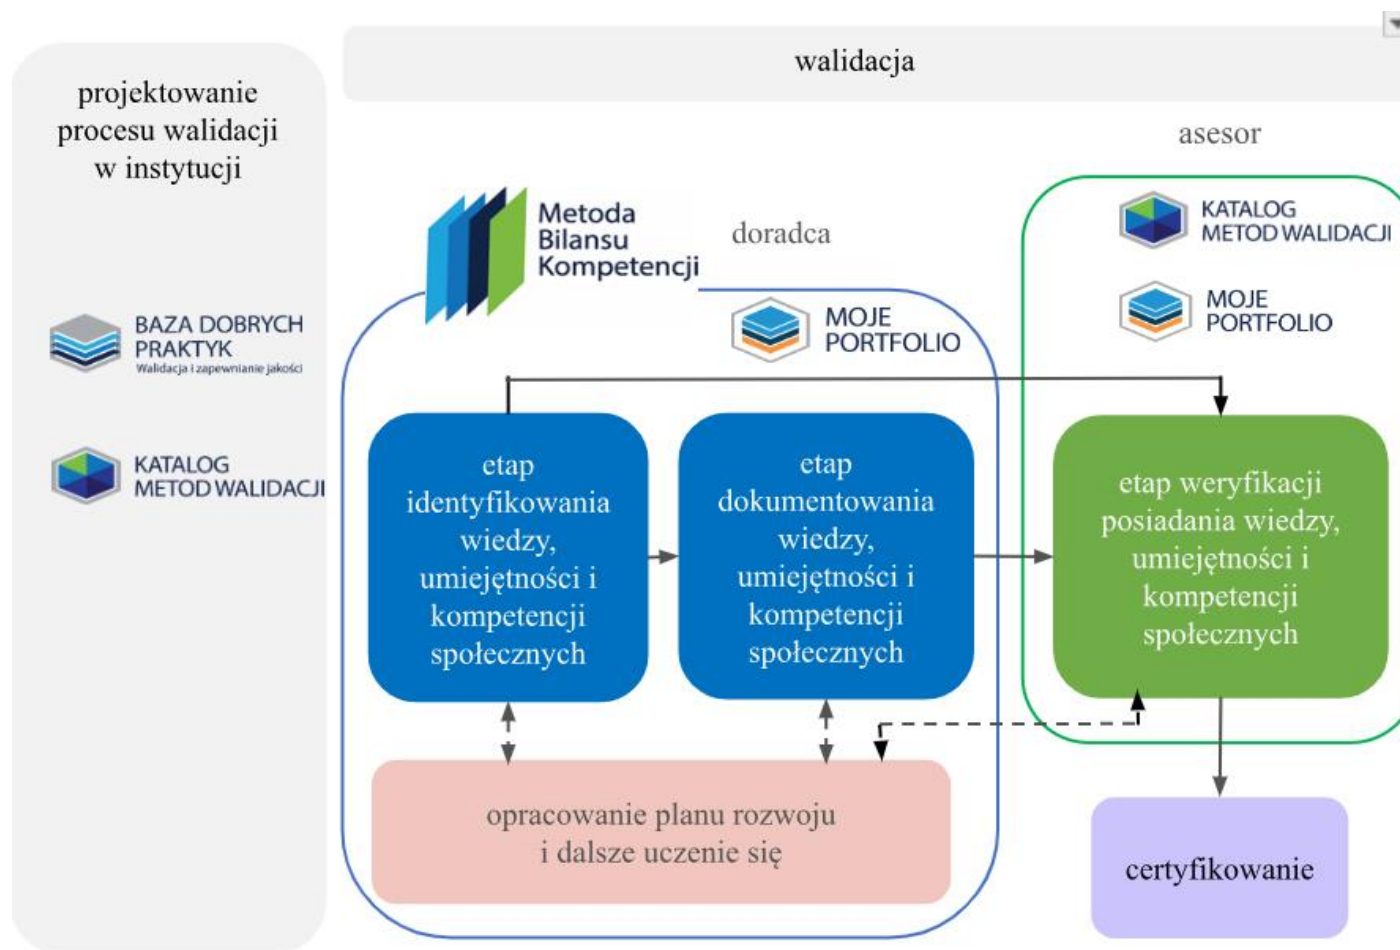 projektowanie
procesu walidacji
w instytucji
BAZA DOBRYCH
PRAKTYK
Walidacja i zapewnianie jakości
KATALOG
METOD WALIDACJI
walidacja
Metoda
Bilansu
Kompetencji
doradca
MOJE
PORTFOLIO
asesor
KATALOG
METOD WALIDACJI
MOJE
PORTFOLIO
etap
identyfikowania
wiedzy,
umiejętności i
kompetencji
społecznych
etap
dokumentowania
wiedzy,
umiejętności i
kompetencji
społecznych
etap weryfikacji
posiadania wiedzy,
umiejętności i
kompetencji
społecznych
opracowanie planu rozwoju
i dalsze uczenie się
certyfikowanie